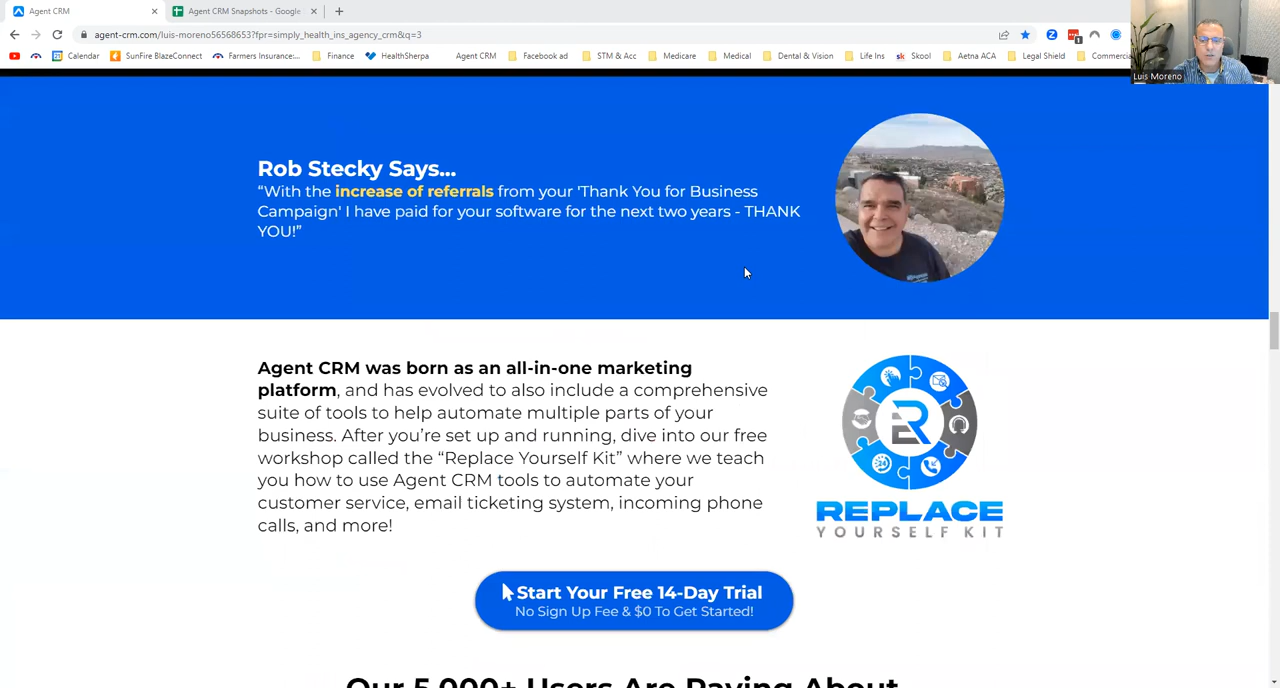 Agent CRM
Agent CRM Snapshots - Google
agent-crm.com/luis-moreno56568653?fpr=simply_health_ins_agency_crm&q=3
Calendar
SunFire BlazeConnect
Farmers Insurance:...
Finance
HealthSherpa
Agent CRM
Facebook ad
STM & Acc
Medicare
Medical
Dental & Vision
Life Ins
Skool
Aetna ACA
Legal Shield
Commerci
Luis Moreno
Rob Stecky Says...
“With the increase of referrals from your 'Thank You for Business
Campaign' I have paid for your software for the next two years - THANK
YOU!”
Agent CRM was born as an all-in-one marketing
platform, and has evolved to also include a comprehensive
suite of tools to help automate multiple parts of your
business. After you’re set up and running, dive into our free
workshop called the “Replace Yourself Kit” where we teach
you how to use Agent CRM tools to automate your
customer service, email ticketing system, incoming phone
calls, and more!
REPLACE
YOURSELF KIT
Start Your Free 14-Day Trial
No Sign Up Fee & $0 To Get Started!
Our 5,000+ Users Are Raving About